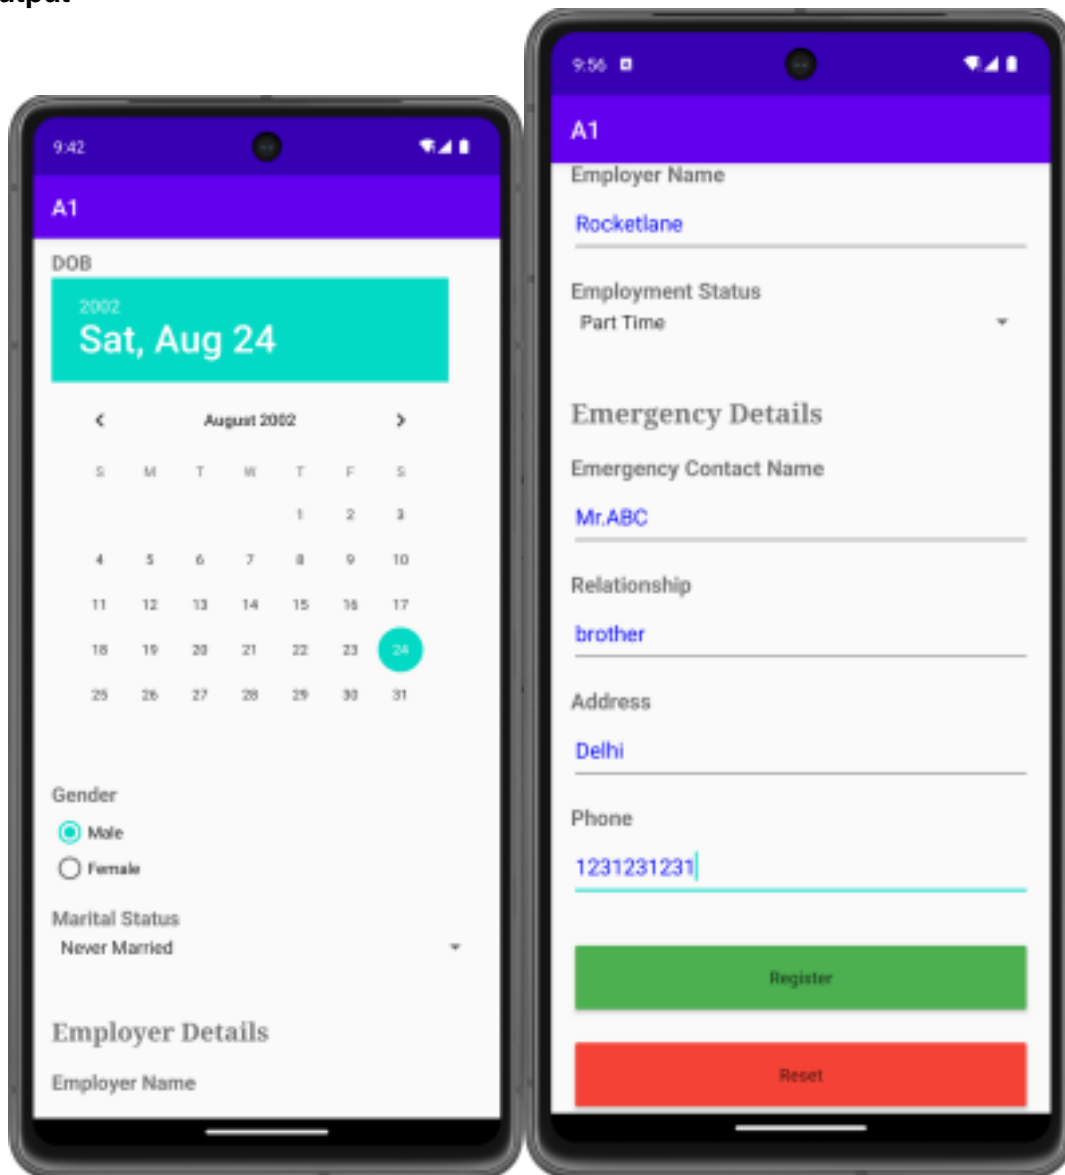 utput
9:42
A1
DOB
2002
Sat, Aug 24
August 2002
S M T W T F S
1 2 3
4 5 6 7 8 9 10
11 12 13 14 15 16 17
18 19 20 21 22 23 24
25 26 27 28 29 30 31
Gender
Male
Female
Marital Status
Never Married
Employer Details
Employer Name
9:56
A1
Employer Name
Rocketlane
Employment Status
Part Time
Emergency Details
Emergency Contact Name
Mr.ABC
Relationship
brother
Address
Delhi
Phone
1231231231
Register
Reset